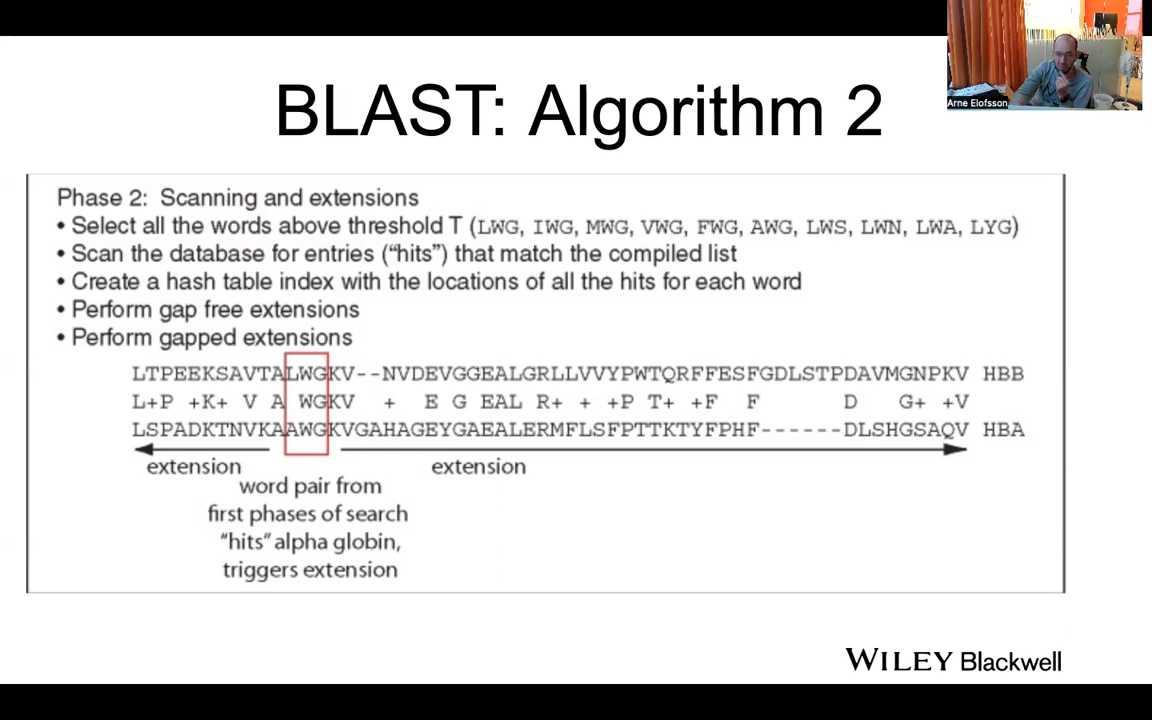 Arne Elofsson
BLAST: Algorithm 2
Phase 2: Scanning and extensions
• Select all the words above threshold T (LWG, IWG, MWG, VWG, FWG, AWG, LWS, LWN, LWA, LYG)
• Scan the database for entries (“hits”) that match the compiled list
• Create a hash table index with the locations of all the hits for each word
• Perform gap free extensions
• Perform gapped extensions
LTPEEKSAVTALWGKV--NVDEVGGEALGRLLVVYPWTQRFFESFGDLSTPDAVMGNPKV HBB
L+P +K+ V A WGKV + E G EAL R+ + +P T+ +F F D G+ +V
LSPADKTNVKAAWGKVGAHAGEYGAEALERMFLSFPTTKTYFPHF------DLSHGSAQV HBA
extension extension
word pair from
first phases of search
“hits” alpha globin,
triggers extension
WILEY Blackwell